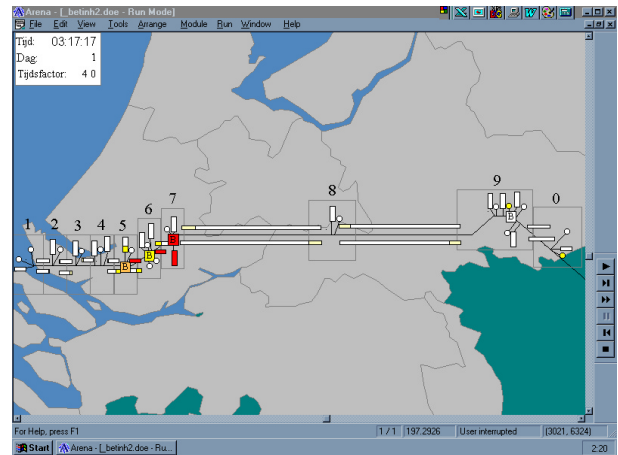 Arena - [_betinh2.doe - Run Mode]
File Edit View Tools Arrange Module Run Window Help
Tijd: 03:17:17
Dag: 1
Tijdsfactor: 4 0
1 2 3 4 5 6 7 8 9 0
B B B B
For Help, press F1 1 / 1 197.2926 User interrupted (3021, 6324)
Start Arena - [_betinh2.doe - Ru... 2:20